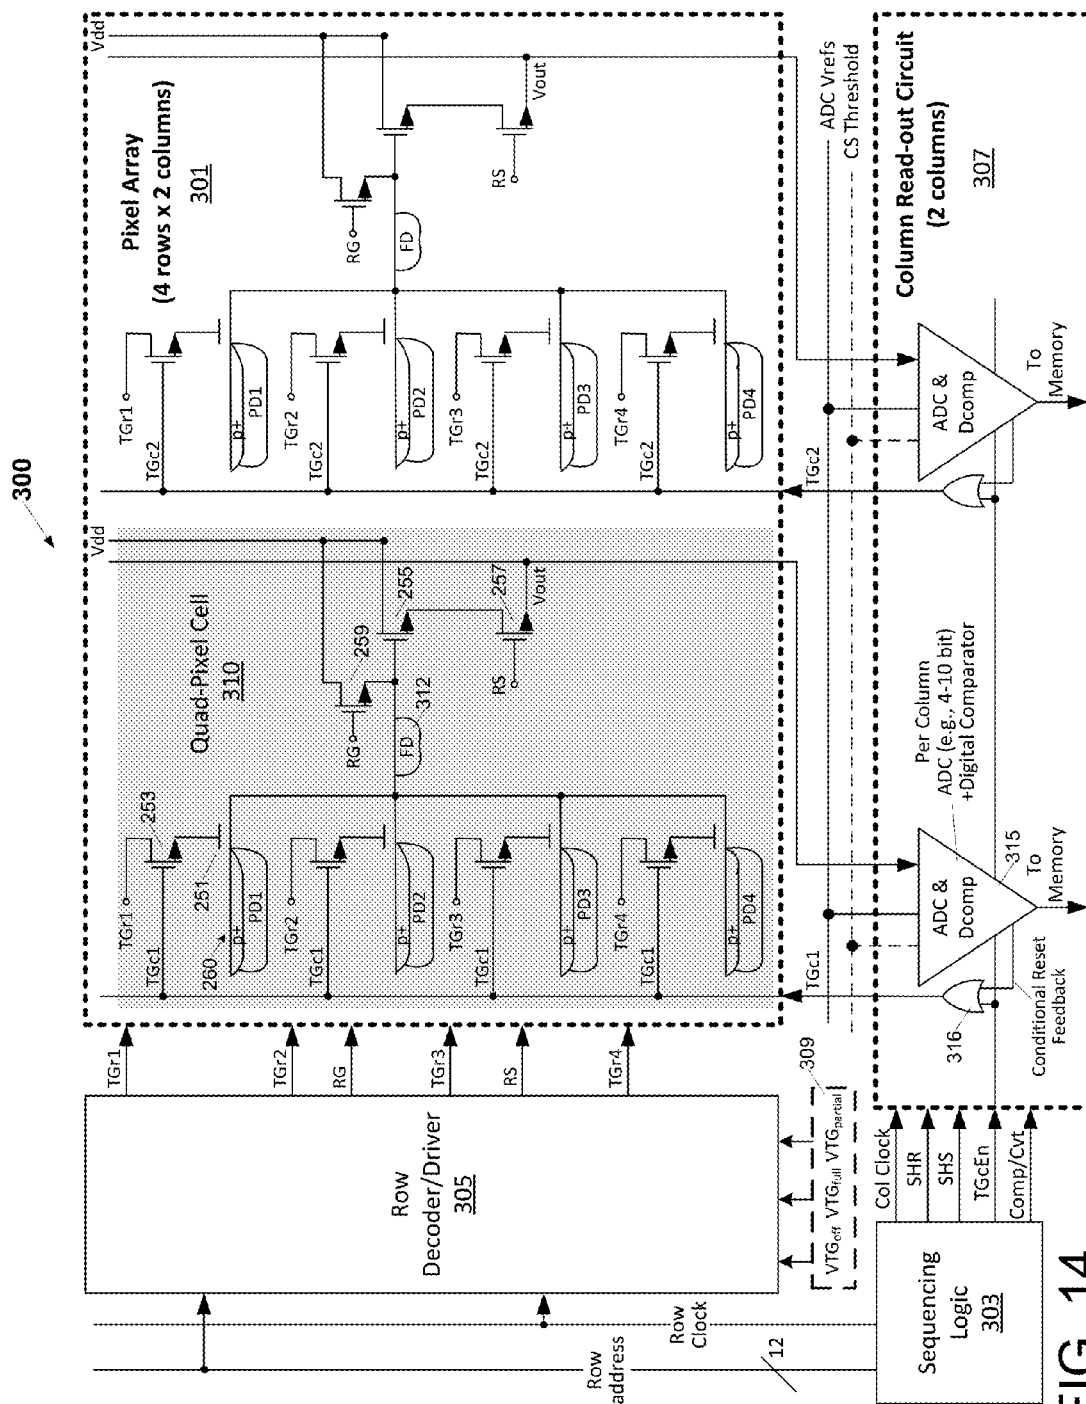 300
Pixel Array
(4 rows x 2 columns)
301
Vdd
Vdd
Quad-Pixel Cell
310
TGr1
TGc1
253
251
260
p+
PD1
TGr2
TGc1
p+
PD2
TGr3
TGc1
p+
PD3
TGr4
TGc1
p+
PD4
FD
312
RG
259
255
257
RS
Vout
TGr1
TGc2
p+
PD1
TGr2
TGc2
p+
PD2
TGr3
TGc2
p+
PD3
TGr4
TGc2
p+
PD4
FD
RG
RS
Vout
TGr1
TGr2
RG
TGr3
RS
TGr4
Row
Decoder/Driver
305
VTGoff VTGfull VTGpartial
309
Row
address
12
Row
Clock
TGc1
TGc2
ADC Vrefs
CS Threshold
Sequencing
Logic
303
Col Clock
SHR
SHS
TGcEn
Comp/Cvt
316
Conditional Reset
Feedback
ADC &
Dcomp
Per Column
ADC (e.g., 4-10 bit)
+Digital Comparator
315
To
Memory
ADC &
Dcomp
To
Memory
Column Read-out Circuit
(2 columns)
307
FIG. 14